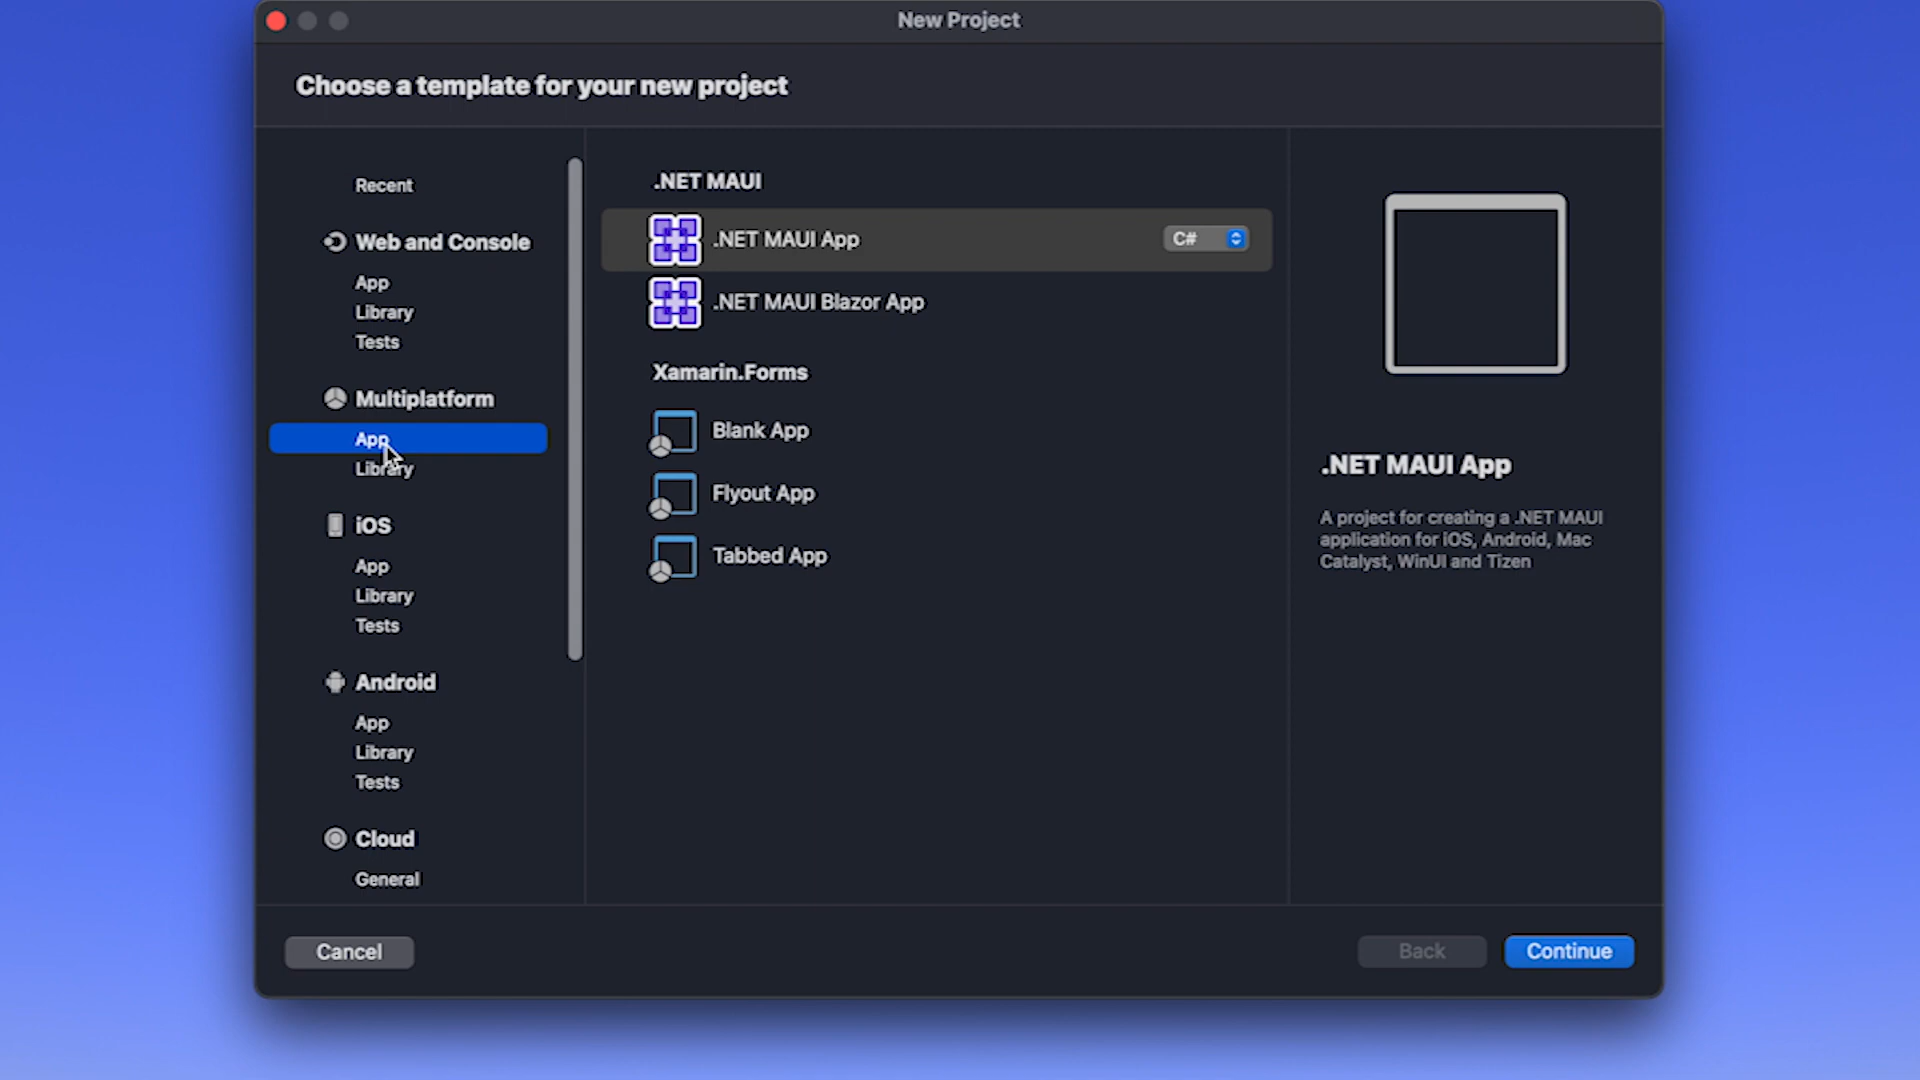 New Project
Choose a template for your new project
Recent
Web and Console
App
Library
Tests
Multiplatform
App
Library
iOS
App
Library
Tests
Android
App
Library
Tests
Cloud
General
.NET MAUI
.NET MAUI App
C#
.NET MAUI Blazor App
Xamarin.Forms
Blank App
Flyout App
Tabbed App
.NET MAUI App
A project for creating a .NET MAUI
application for iOS, Android, Mac
Catalyst, WinUI and Tizen
Cancel
Back
Continue